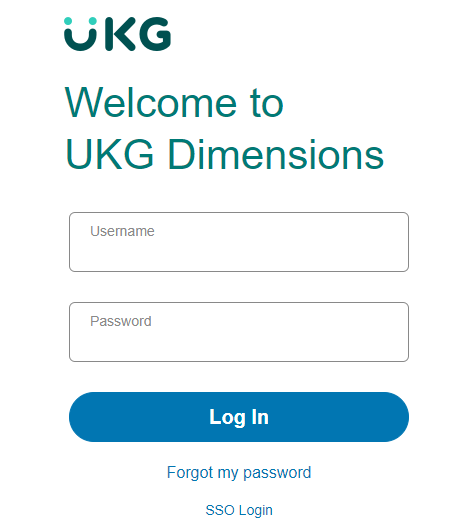 UKG
Welcome to
UKG Dimensions
Username
Password
Log In
Forgot my password
SSO Login